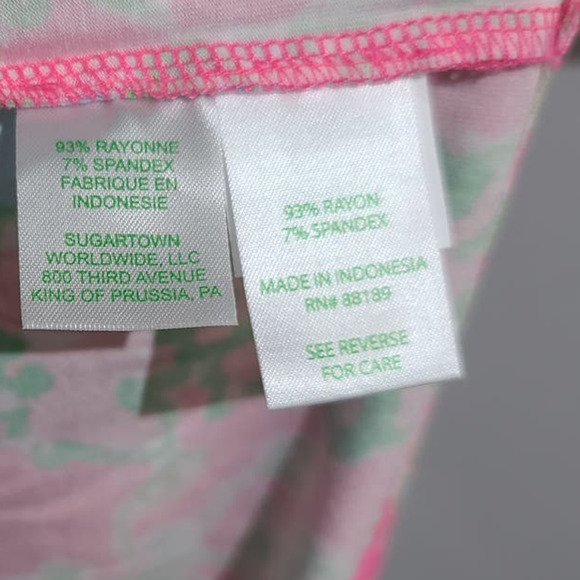 93% RAYONNE
7% SPANDEX
FABRIQUE EN
INDONESIE
SUGARTOWN
WORLDWIDE, LLC
800 THIRD AVENUE
KING OF PRUSSIA, PA
93% RAYON
7% SPANDEX
MADE IN INDONESIA
RN# 88189
SEE REVERSE
FOR CARE